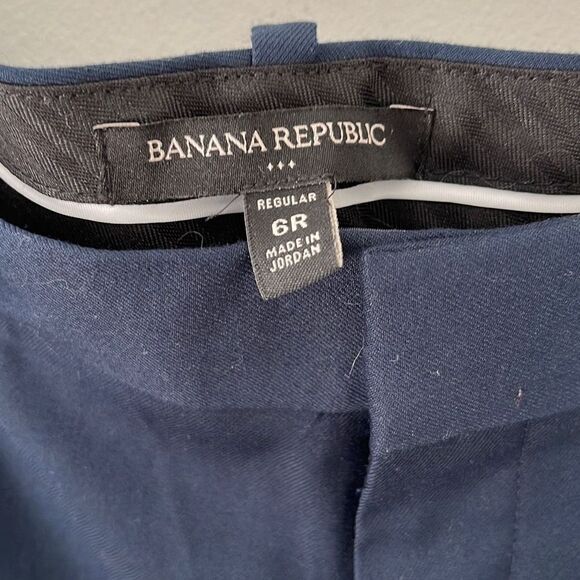 BANANA REPUBLIC
REGULAR
6R
MADE IN
JORDAN